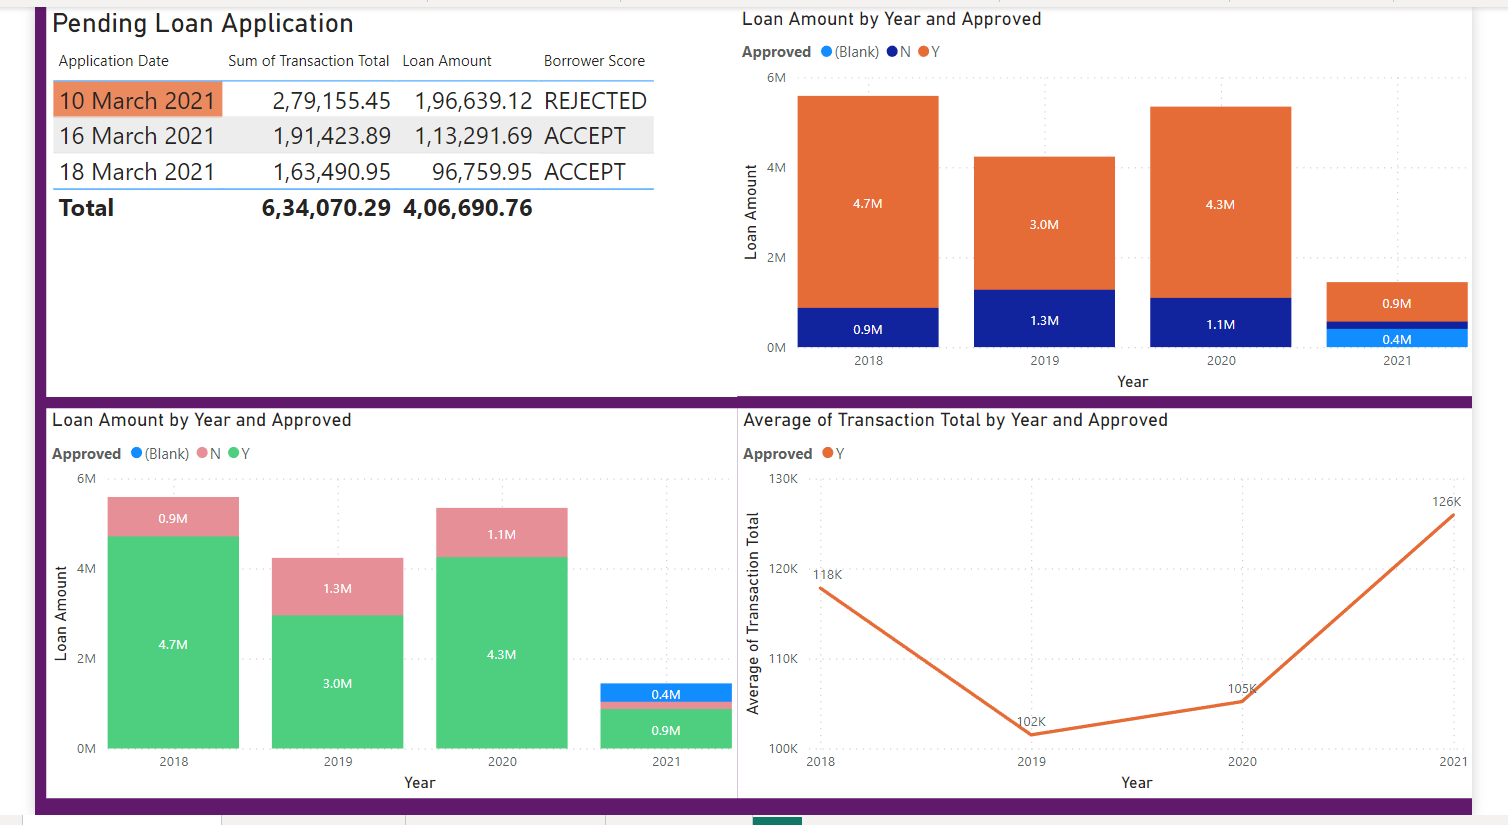 Pending Loan Application
Application Date Sum of Transaction Total Loan Amount Borrower Score
10 March 2021 2,79,155.45 1,96,639.12 REJECTED
16 March 2021 1,91,423.89 1,13,291.69 ACCEPT
18 March 2021 1,63,490.95 96,759.95 ACCEPT
Total 6,34,070.29 4,06,690.76
Loan Amount by Year and Approved
Approved (Blank) N Y
6M
4M
2M
0M
Loan Amount
4.7M
0.9M
3.0M
1.3M
4.3M
1.1M
0.9M
0.4M
2018 2019 2020 2021
Year
Loan Amount by Year and Approved
Approved (Blank) N Y
6M
4M
2M
0M
Loan Amount
0.9M
4.7M
1.3M
3.0M
1.1M
4.3M
0.4M
0.9M
2018 2019 2020 2021
Year
Average of Transaction Total by Year and Approved
Approved Y
130K
120K
110K
100K
Average of Transaction Total
118K
102K
105K
126K
2018 2019 2020 2021
Year